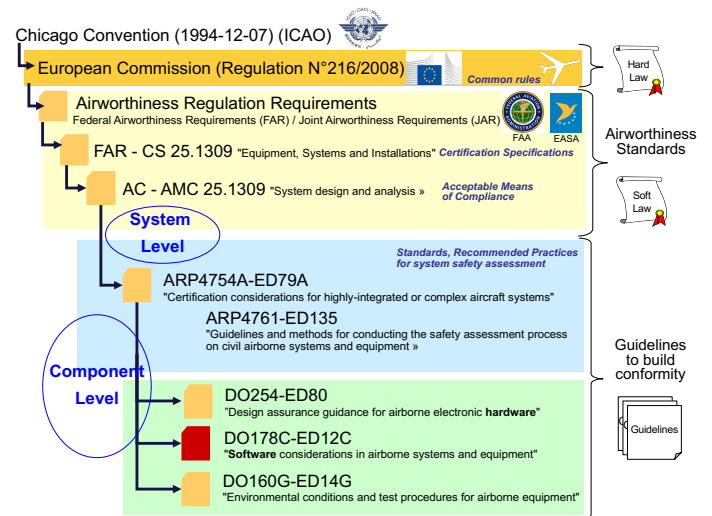 Chicago Convention (1994-12-07) (ICAO)
European Commission (Regulation N°216/2008)
Common rules
Hard
Law
Airworthiness Regulation Requirements
Federal Airworthiness Requirements (FAR) / Joint Airworthiness Requirements (JAR)
FAA
EASA
FAR - CS 25.1309 "Equipment, Systems and Installations" Certification Specifications
Airworthiness
Standards
AC - AMC 25.1309 "System design and analysis »
Acceptable Means
of Compliance
Soft
Law
System
Level
Standards, Recommended Practices
for system safety assessment
ARP4754A-ED79A
"Certification considerations for highly-integrated or complex aircraft systems"
ARP4761-ED135
"Guidelines and methods for conducting the safety assessment process
on civil airborne systems and equipment »
Guidelines
to build
conformity
Component
Level
DO254-ED80
"Design assurance guidance for airborne electronic hardware"
Guidelines
DO178C-ED12C
"Software considerations in airborne systems and equipment"
DO160G-ED14G
"Environmental conditions and test procedures for airborne equipment"